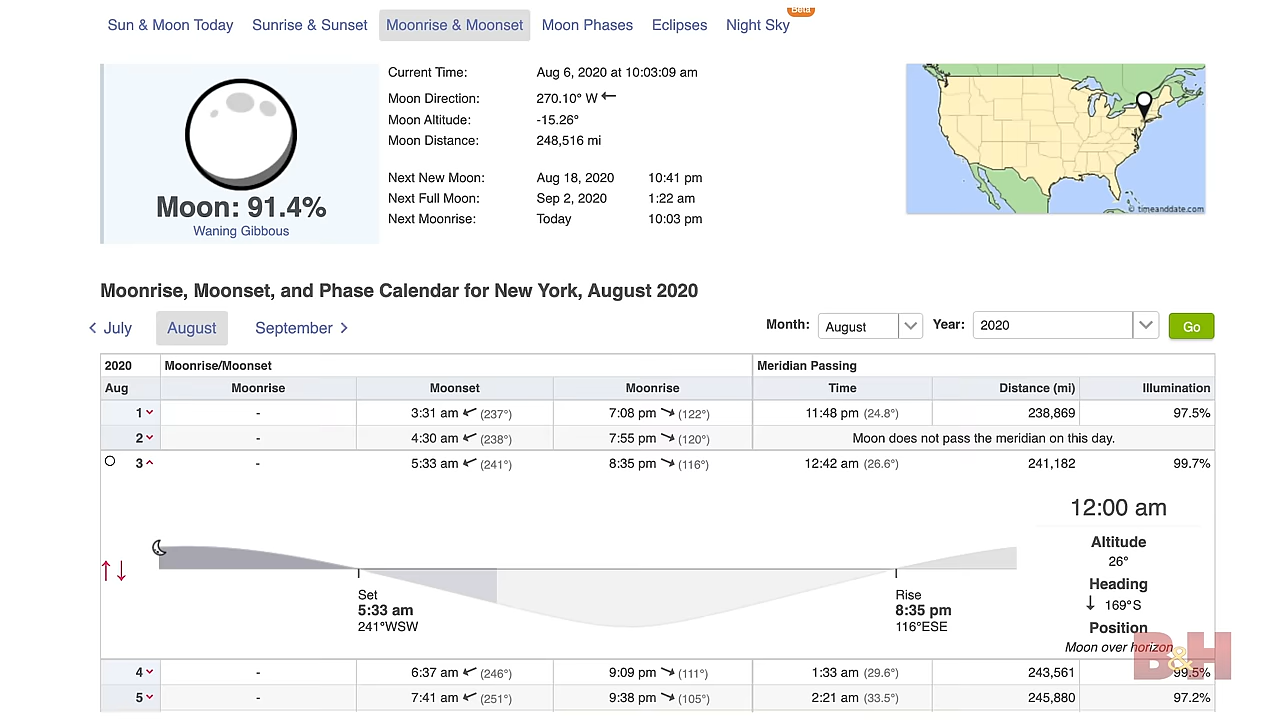 Sun & Moon Today Sunrise & Sunset Moonrise & Moonset Moon Phases Eclipses Night Sky Beta
Current Time: Aug 6, 2020 at 10:03:09 am
Moon Direction: 270.10° W ←
Moon Altitude: -15.26°
Moon Distance: 248,516 mi
Next New Moon: Aug 18, 2020 10:41 pm
Next Full Moon: Sep 2, 2020 1:22 am
Next Moonrise: Today 10:03 pm
Moon: 91.4%
Waning Gibbous
© timeanddate.com
Moonrise, Moonset, and Phase Calendar for New York, August 2020
< July August September >
Month: August Year: 2020 Go
2020 Moonrise/Moonset Meridian Passing
Aug Moonrise Moonset Moonrise Time Distance (mi) Illumination
1 - 3:31 am ↙ (237°) 7:08 pm ↘ (122°) 11:48 pm (24.8°) 238,869 97.5%
2 - 4:30 am ↙ (238°) 7:55 pm ↘ (120°) Moon does not pass the meridian on this day.
3 - 5:33 am ↙ (241°) 8:35 pm ↘ (116°) 12:42 am (26.6°) 241,182 99.7%
12:00 am
Altitude
26°
Heading
↓ 169°S
Position
Moon over horizon
↑↓
Set
5:33 am
241°WSW
Rise
8:35 pm
116°ESE
B&H
4 - 6:37 am ↙ (246°) 9:09 pm ↘ (111°) 1:33 am (29.6°) 243,561 99.5%
5 - 7:41 am ↙ (251°) 9:38 pm ↘ (105°) 2:21 am (33.5°) 245,880 97.2%